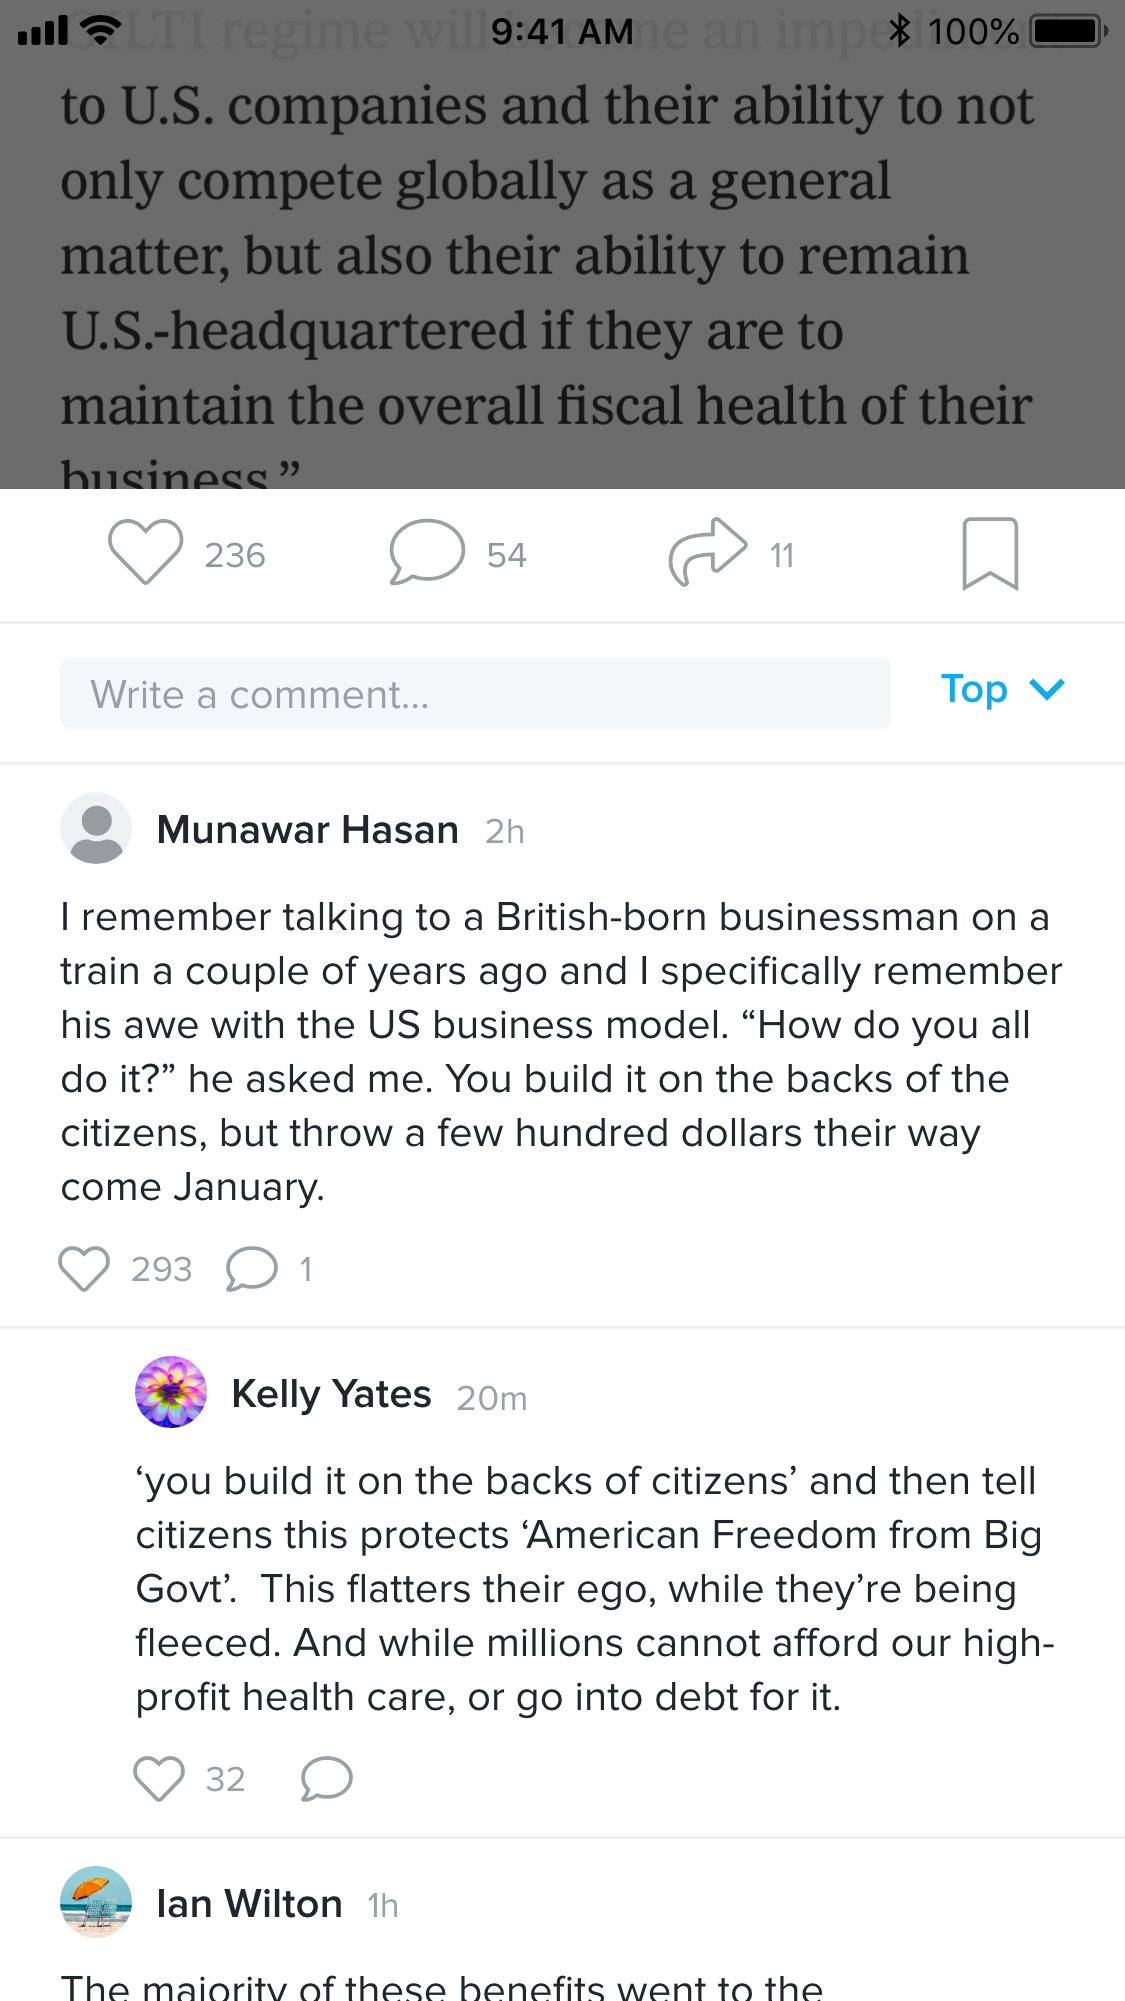 GILTI regime will become an impediment
9:41 AM
100%
to U.S. companies and their ability to not
only compete globally as a general
matter, but also their ability to remain
U.S.-headquartered if they are to
maintain the overall fiscal health of their
business.”
236
54
11
Write a comment...
Top
Munawar Hasan 2h
I remember talking to a British-born businessman on a
train a couple of years ago and I specifically remember
his awe with the US business model. “How do you all
do it?” he asked me. You build it on the backs of the
citizens, but throw a few hundred dollars their way
come January.
293 1
Kelly Yates 20m
‘you build it on the backs of citizens’ and then tell
citizens this protects ‘American Freedom from Big
Govt’.  This flatters their ego, while they’re being
fleeced. And while millions cannot afford our high-
profit health care, or go into debt for it.
32
Ian Wilton 1h
The majority of these benefits went to the